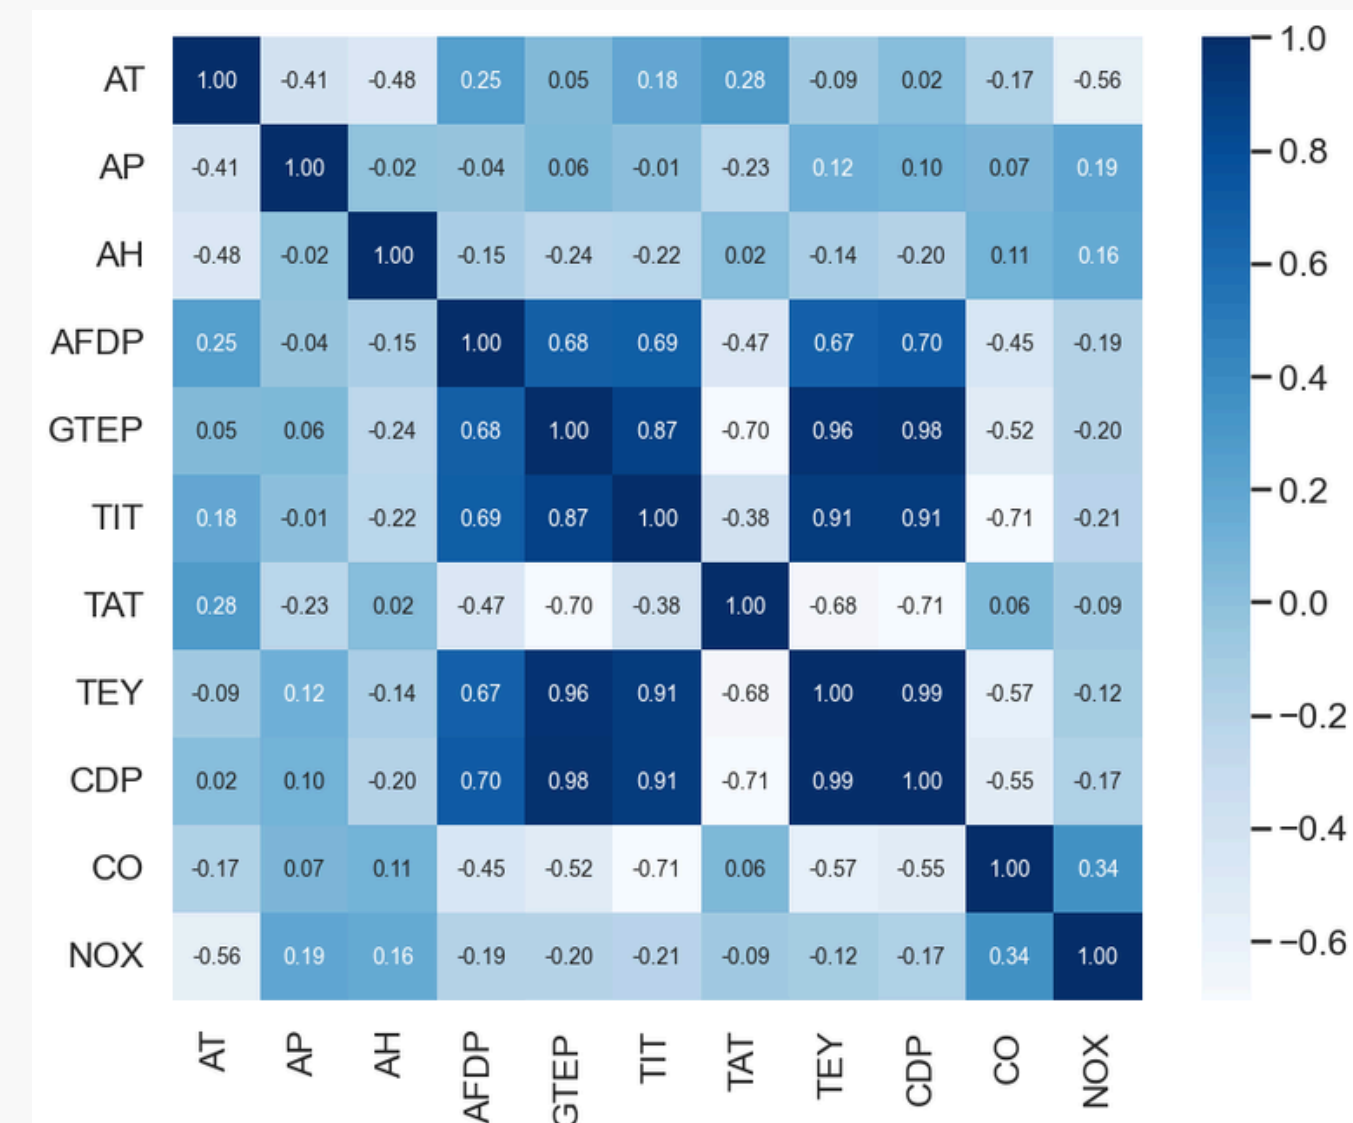 AT 1.00 -0.41 -0.48 0.25 0.05 0.18 0.28 -0.09 0.02 -0.17 -0.56
AP -0.41 1.00 -0.02 -0.04 0.06 -0.01 -0.23 0.12 0.10 0.07 0.19
AH -0.48 -0.02 1.00 -0.15 -0.24 -0.22 0.02 -0.14 -0.20 0.11 0.16
AFDP 0.25 -0.04 -0.15 1.00 0.68 0.69 -0.47 0.67 0.70 -0.45 -0.19
GTEP 0.05 0.06 -0.24 0.68 1.00 0.87 -0.70 0.96 0.98 -0.52 -0.20
TIT 0.18 -0.01 -0.22 0.69 0.87 1.00 -0.38 0.91 0.91 -0.71 -0.21
TAT 0.28 -0.23 0.02 -0.47 -0.70 -0.38 1.00 -0.68 -0.71 0.06 -0.09
TEY -0.09 0.12 -0.14 0.67 0.96 0.91 -0.68 1.00 0.99 -0.57 -0.12
CDP 0.02 0.10 -0.20 0.70 0.98 0.91 -0.71 0.99 1.00 -0.55 -0.17
CO -0.17 0.07 0.11 -0.45 -0.52 -0.71 0.06 -0.57 -0.55 1.00 0.34
NOX -0.56 0.19 0.16 -0.19 -0.20 -0.21 -0.09 -0.12 -0.17 0.34 1.00
AT AP AH AFDP GTEP TIT TAT TEY CDP CO NOX
1.0
0.8
0.6
0.4
0.2
0.0
−0.2
−0.4
−0.6